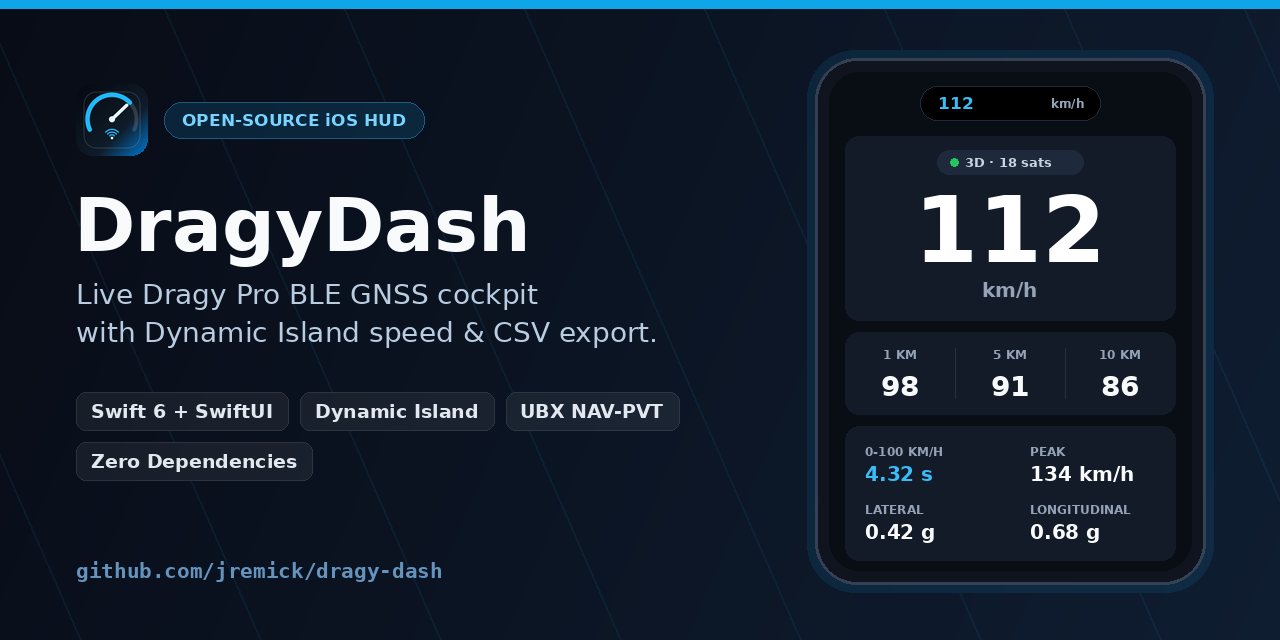 OPEN-SOURCE iOS HUD
DragyDash
Live Dragy Pro BLE GNSS cockpit
with Dynamic Island speed & CSV export.
Swift 6 + SwiftUI
Dynamic Island
UBX NAV-PVT
Zero Dependencies
github.com/jremick/dragy-dash
112 km/h
3D · 18 sats
112
km/h
1 KM 5 KM 10 KM
98 91 86
0-100 KM/H PEAK
4.32 s 134 km/h
LATERAL LONGITUDINAL
0.42 g 0.68 g